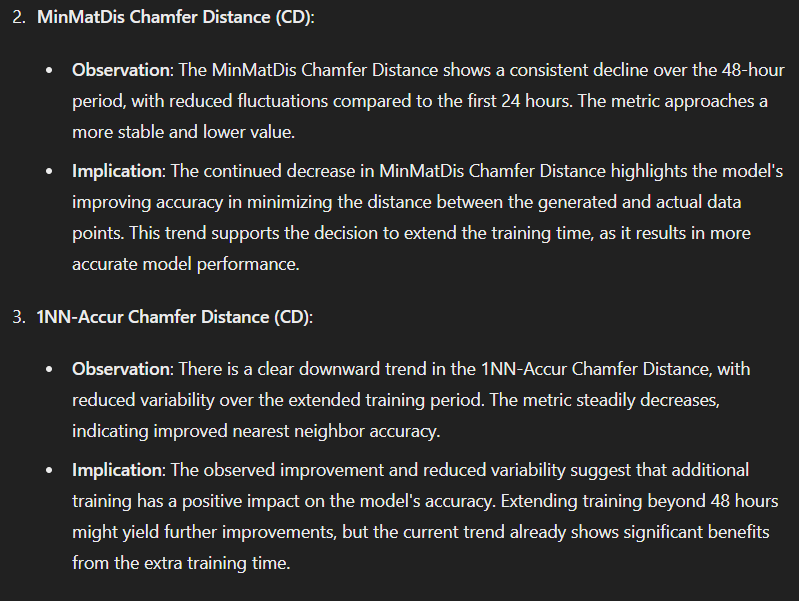 2. MinMatDis Chamfer Distance (CD):
• Observation: The MinMatDis Chamfer Distance shows a consistent decline over the 48-hour
period, with reduced fluctuations compared to the first 24 hours. The metric approaches a
more stable and lower value.
• Implication: The continued decrease in MinMatDis Chamfer Distance highlights the model's
improving accuracy in minimizing the distance between the generated and actual data
points. This trend supports the decision to extend the training time, as it results in more
accurate model performance.
3. 1NN-Accur Chamfer Distance (CD):
• Observation: There is a clear downward trend in the 1NN-Accur Chamfer Distance, with
reduced variability over the extended training period. The metric steadily decreases,
indicating improved nearest neighbor accuracy.
• Implication: The observed improvement and reduced variability suggest that additional
training has a positive impact on the model's accuracy. Extending training beyond 48 hours
might yield further improvements, but the current trend already shows significant benefits
from the extra training time.